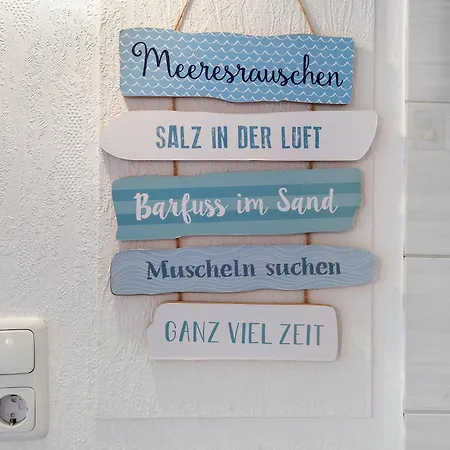 Meeresrauschen
SALZ IN DER LUFT
Barfuss im Sand
Muscheln suchen
GANZ VIEL ZEIT